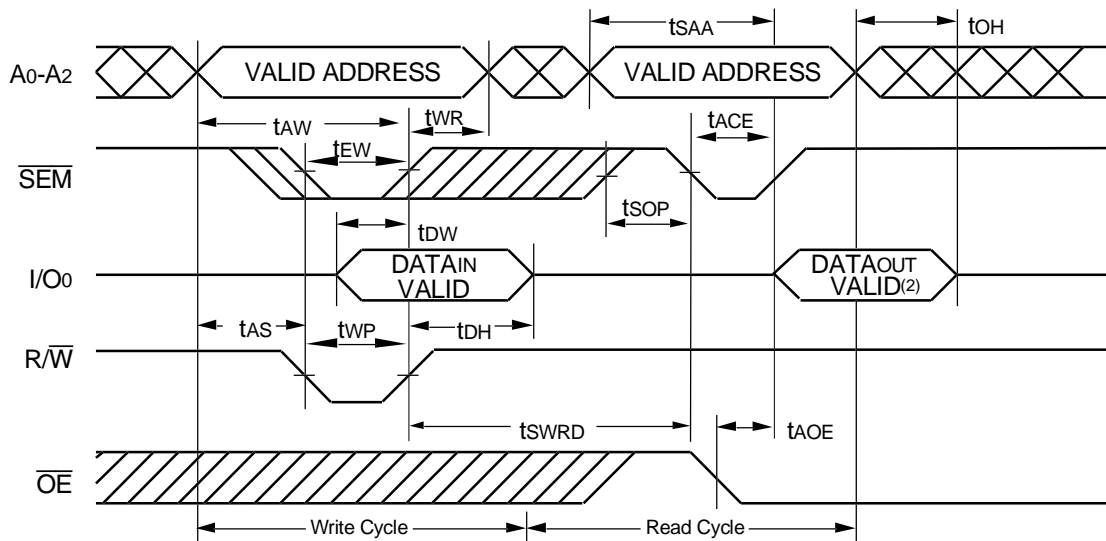 tSAA tOH
A0-A2 VALID ADDRESS VALID ADDRESS
tAW tWR tACE
tEW
SEM
tSOP
tDW
I/O0 DATAIN VALID DATAOUT VALID(2)
tAS tWP tDH
R/W
tSWRD tAOE
OE
Write Cycle Read Cycle